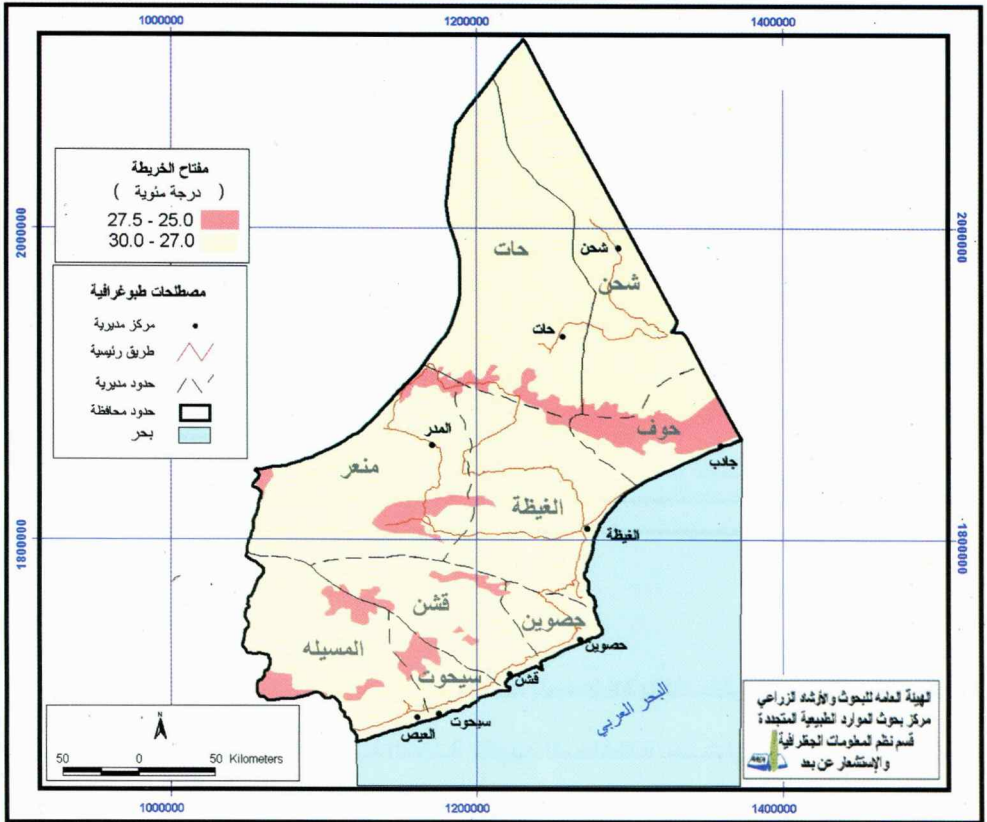 1000000
1200000
1400000
مفتاح الخريطة
( درجة مئوية )
27.5 - 25.0
30.0 - 27.0
2000000
2000000
حات
شحن
شحن
حات
مصطلحات طبوغرافية
مركز مديرية
طريق رئيسية
حدود مديرية
حدود محافظة
بحر
حوف
جاذب
المدر
منعر
الغيظة
الغيظة
1800000
1800000
قشن
حصوين
حصوين
المسيله
سيحوت
قشن
سيحوت
العيص
البحر العربي
N
50 0 50 Kilometers
الهيئة العامه للبحوث والأرشاد الزراعي
مركز بحوث الموارد الطبيعية المتجددة
قسم نظم المعلومات الجغرافية
والإستشعار عن بعد
1000000
1200000
1400000